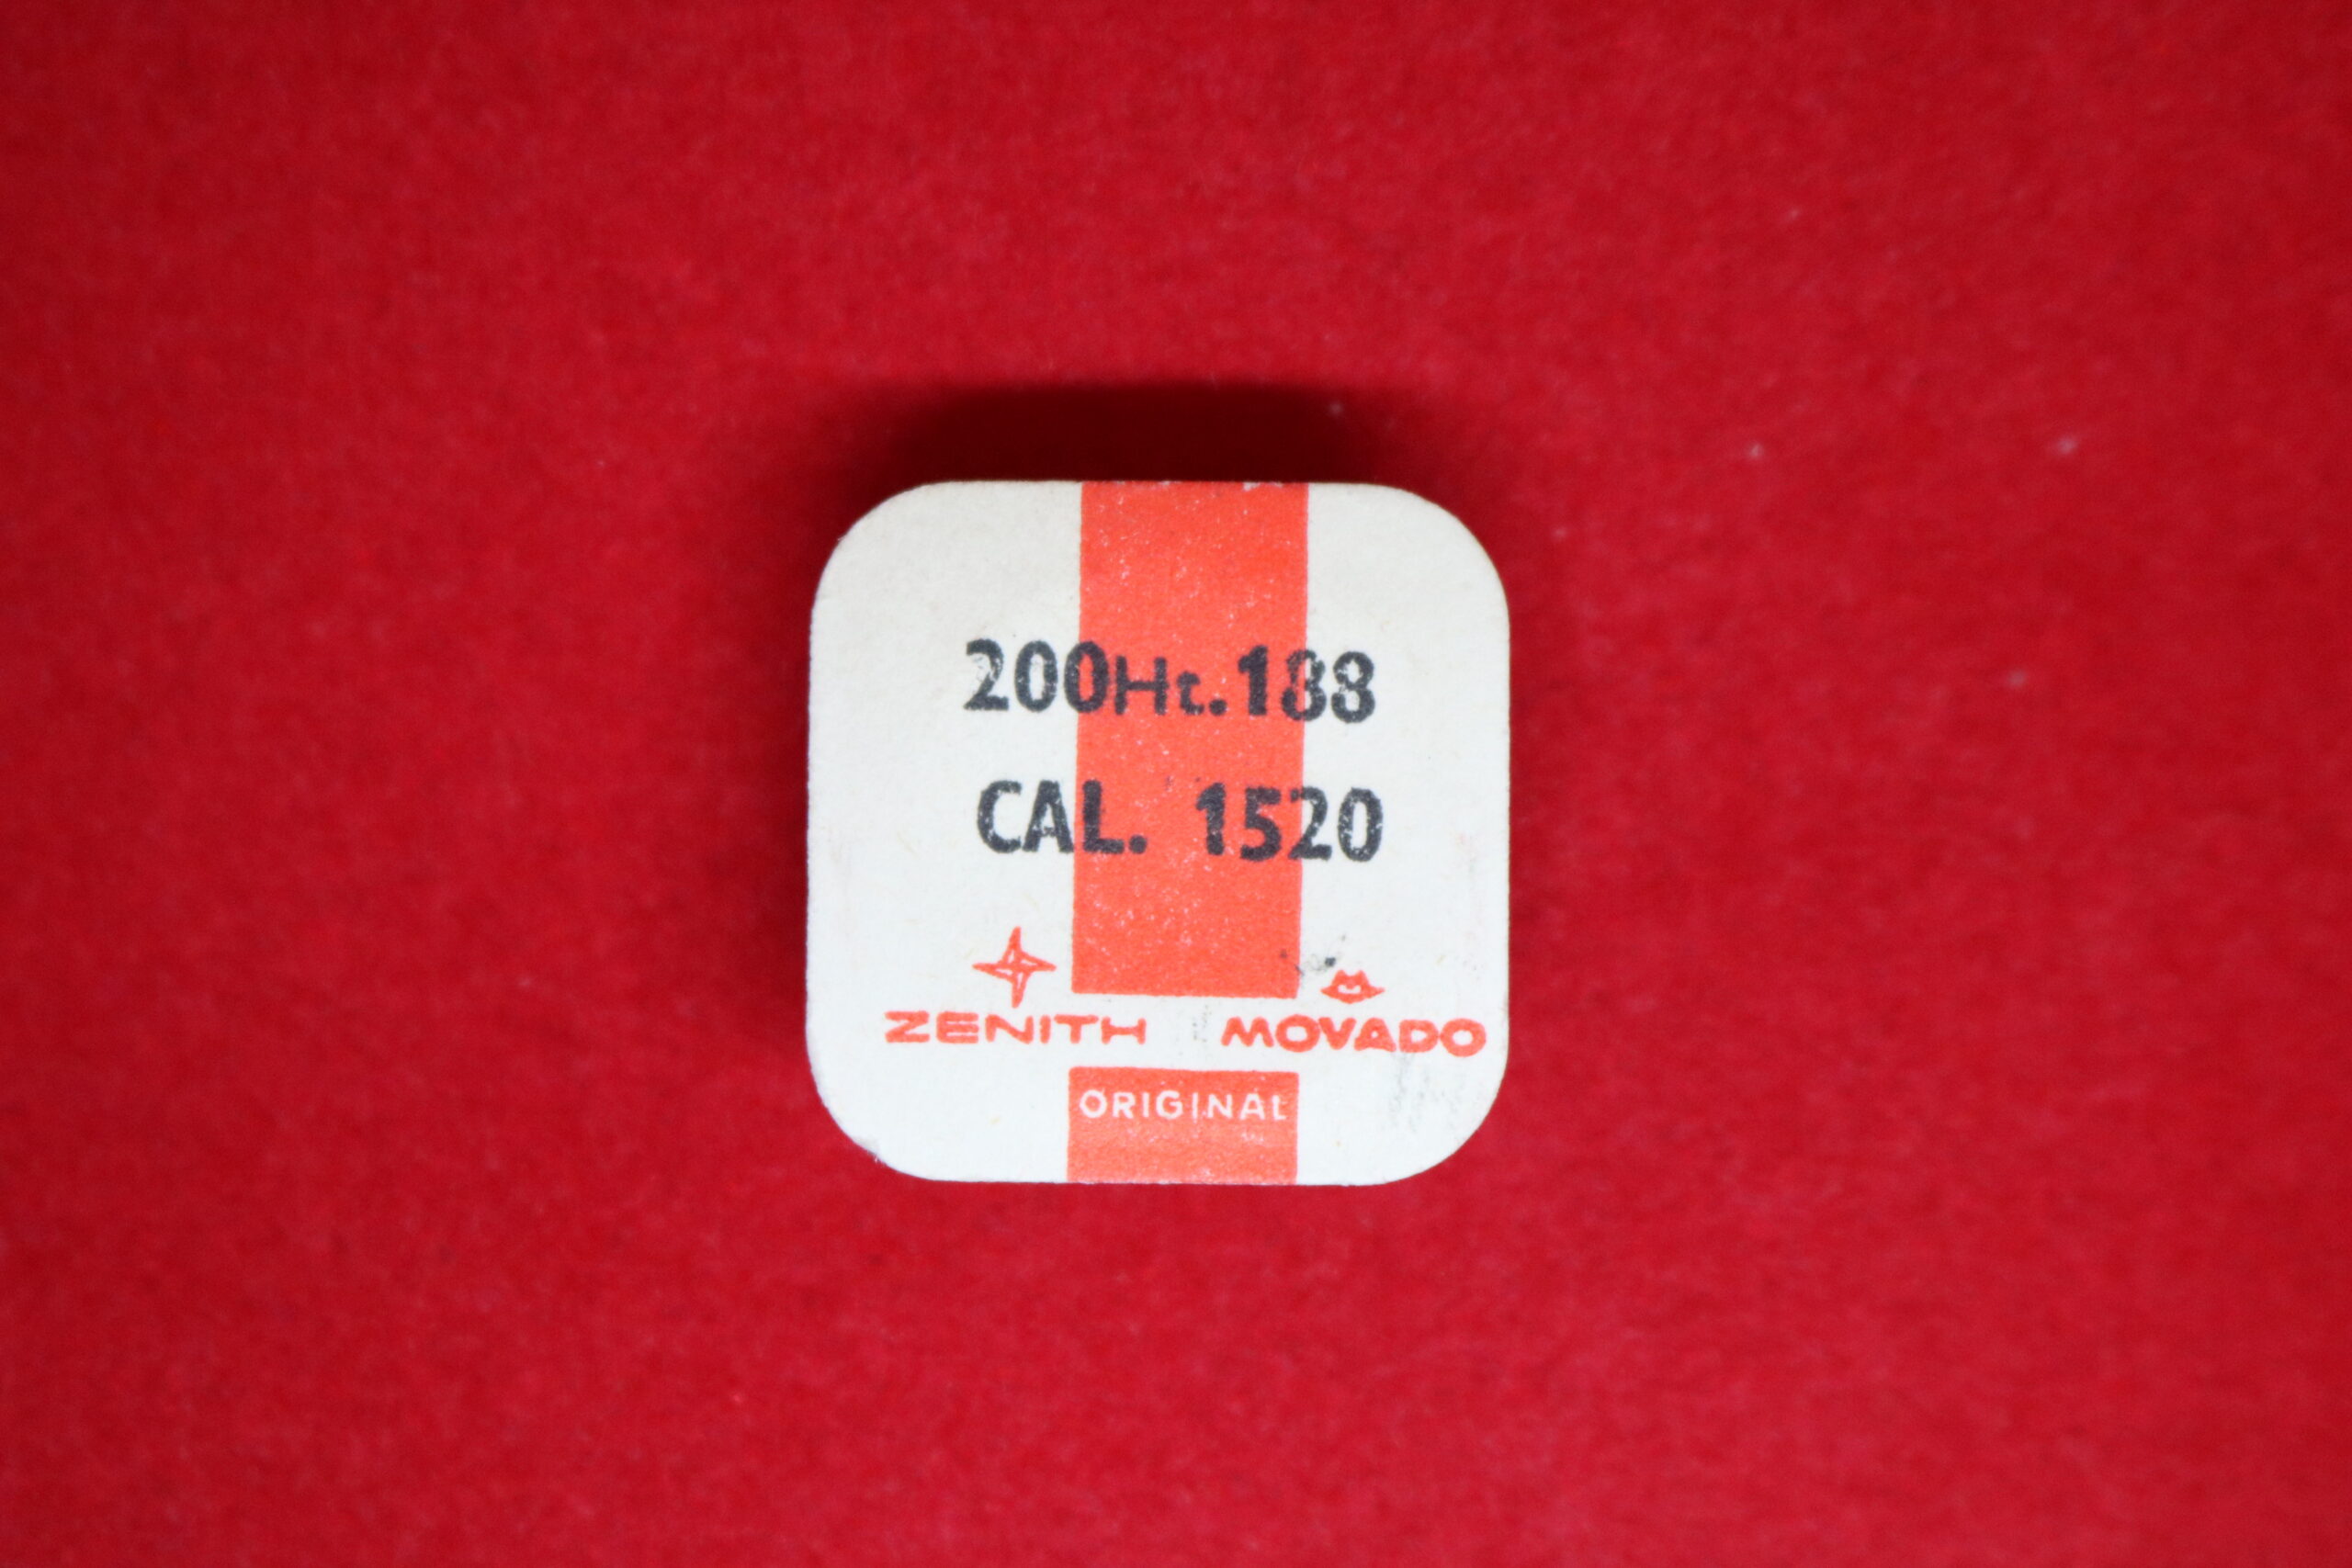 200Ht.188
CAL. 1520
ZENITH MOVADO
ORIGINAL